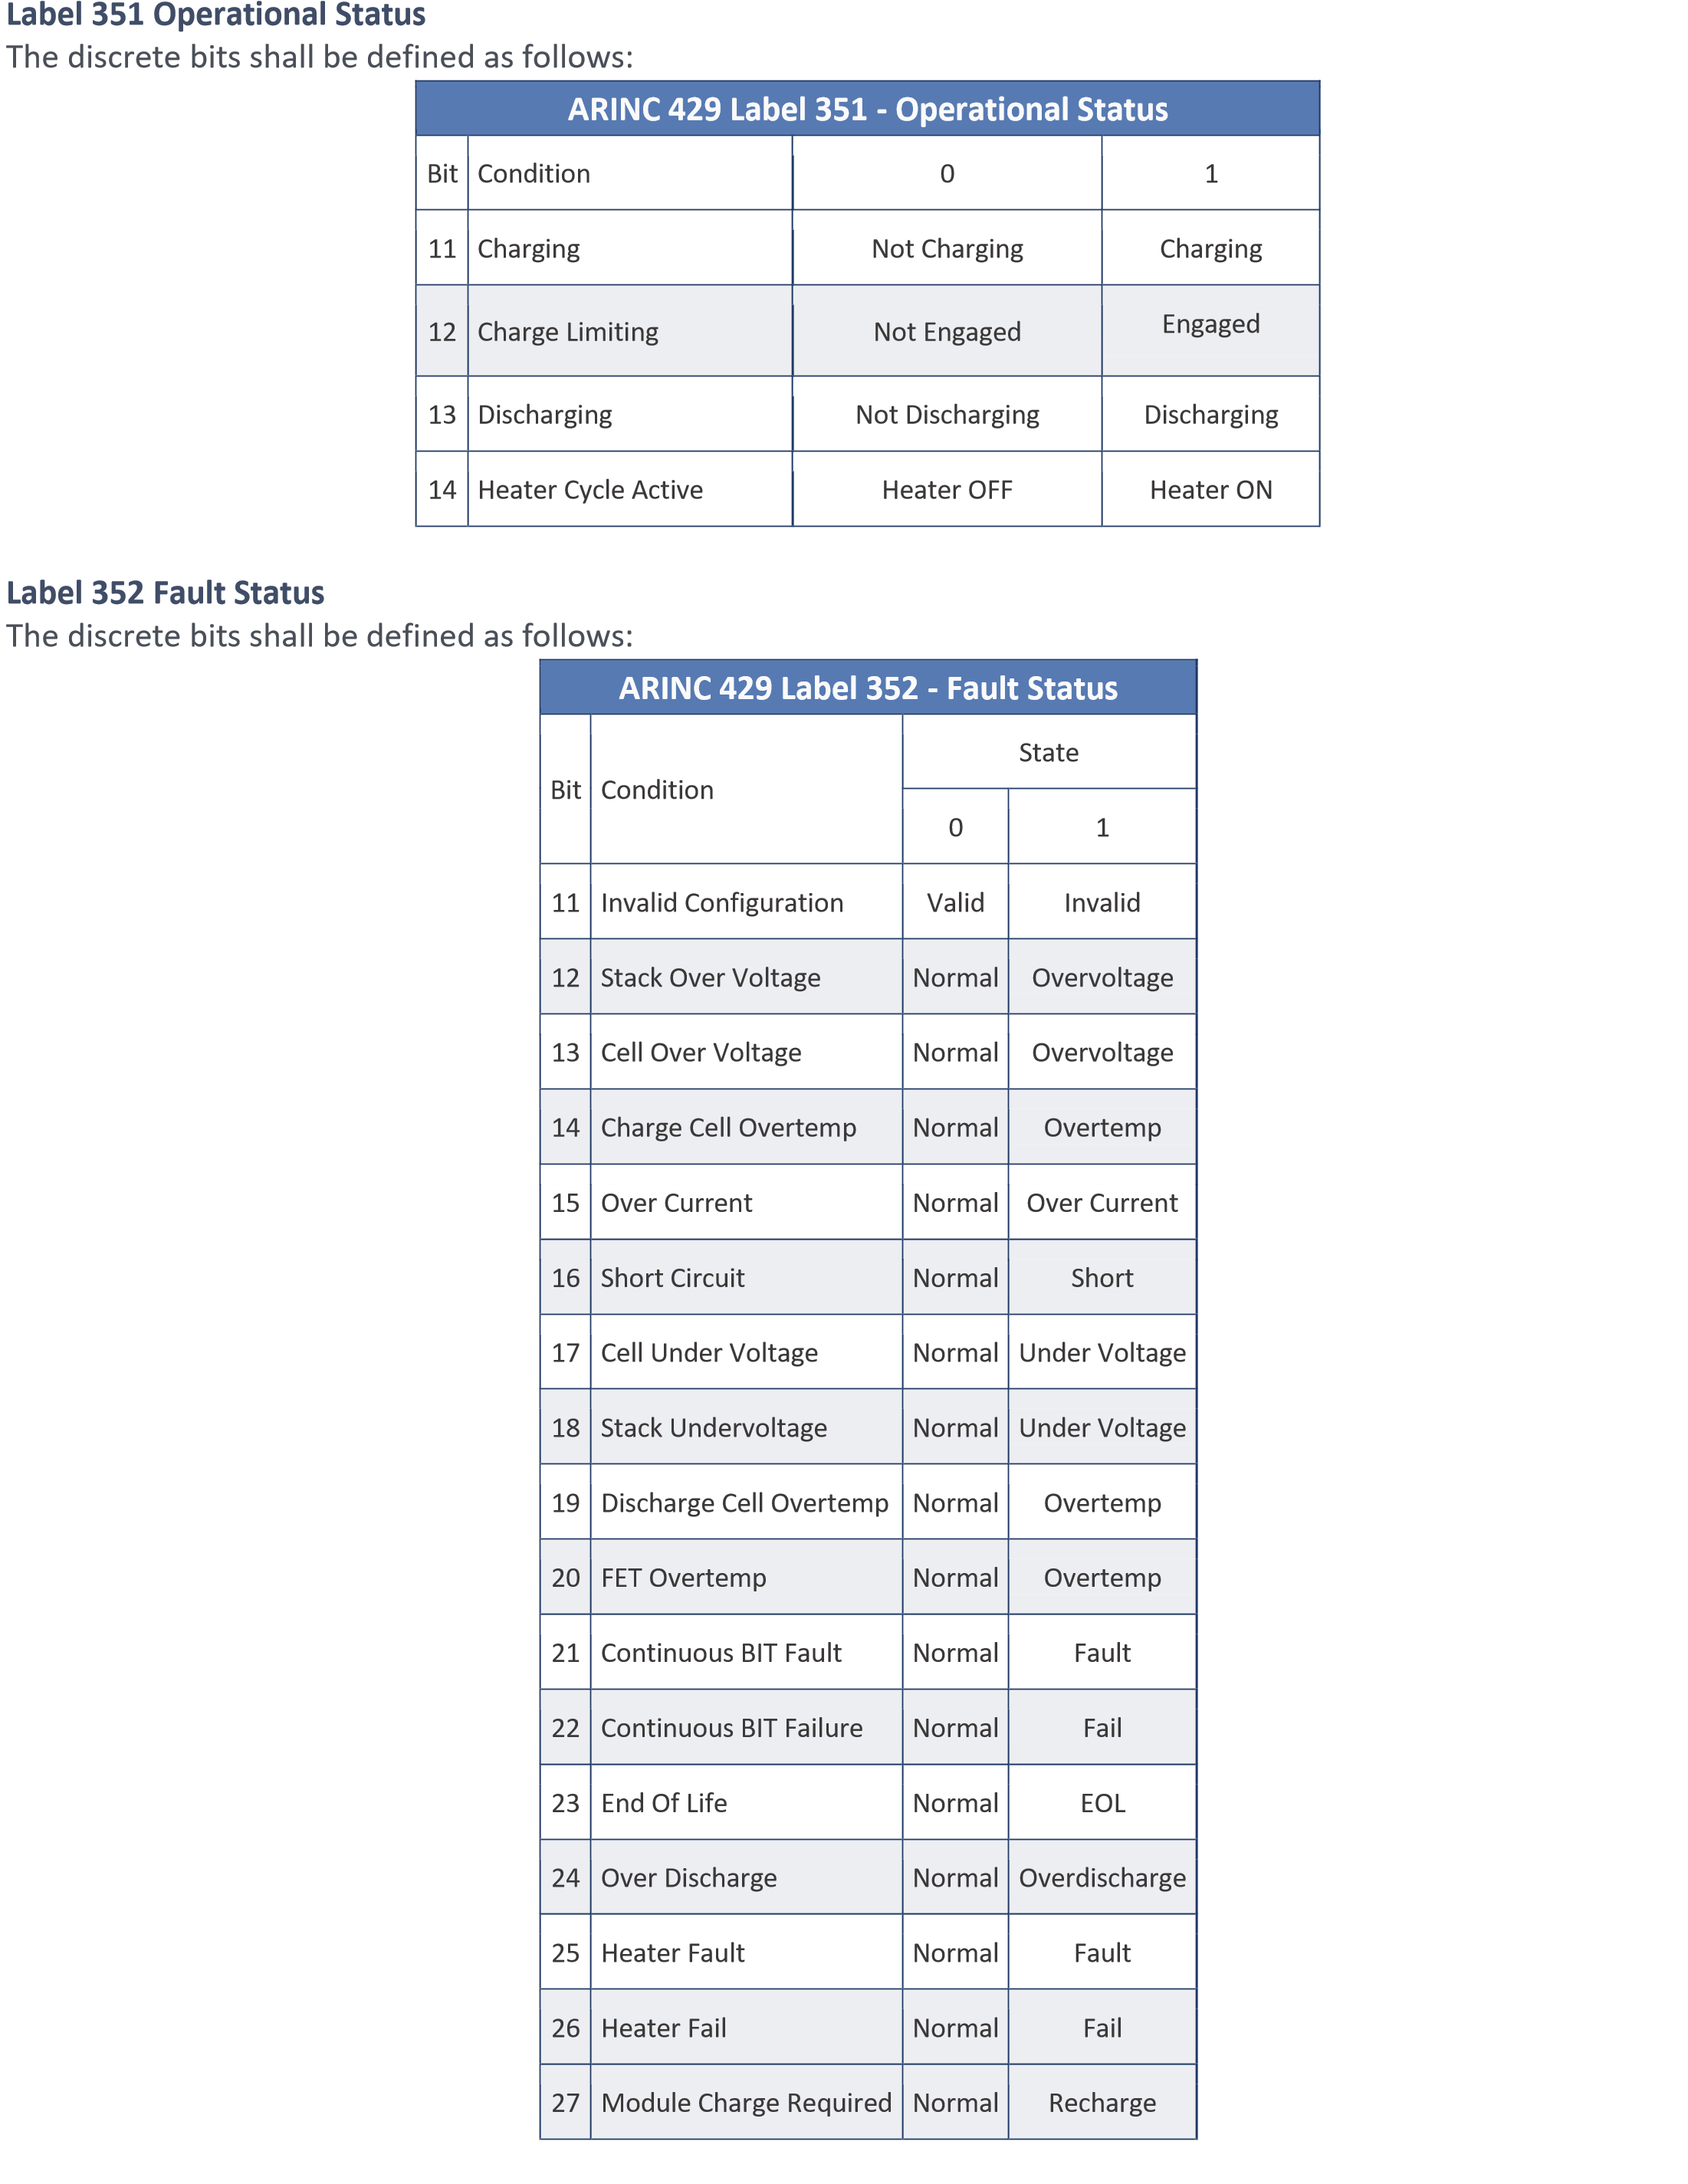 Label 351 Operational Status
The discrete bits shall be defined as follows:
ARINC 429 Label 351 - Operational Status
Bit Condition 0 1
11 Charging Not Charging Charging
12 Charge Limiting Not Engaged Engaged
13 Discharging Not Discharging Discharging
14 Heater Cycle Active Heater OFF Heater ON
Label 352 Fault Status
The discrete bits shall be defined as follows:
ARINC 429 Label 352 - Fault Status
Bit Condition State
0 1
11 Invalid Configuration Valid Invalid
12 Stack Over Voltage Normal Overvoltage
13 Cell Over Voltage Normal Overvoltage
14 Charge Cell Overtemp Normal Overtemp
15 Over Current Normal Over Current
16 Short Circuit Normal Short
17 Cell Under Voltage Normal Under Voltage
18 Stack Undervoltage Normal Under Voltage
19 Discharge Cell Overtemp Normal Overtemp
20 FET Overtemp Normal Overtemp
21 Continuous BIT Fault Normal Fault
22 Continuous BIT Failure Normal Fail
23 End Of Life Normal EOL
24 Over Discharge Normal Overdischarge
25 Heater Fault Normal Fault
26 Heater Fail Normal Fail
27 Module Charge Required Normal Recharge